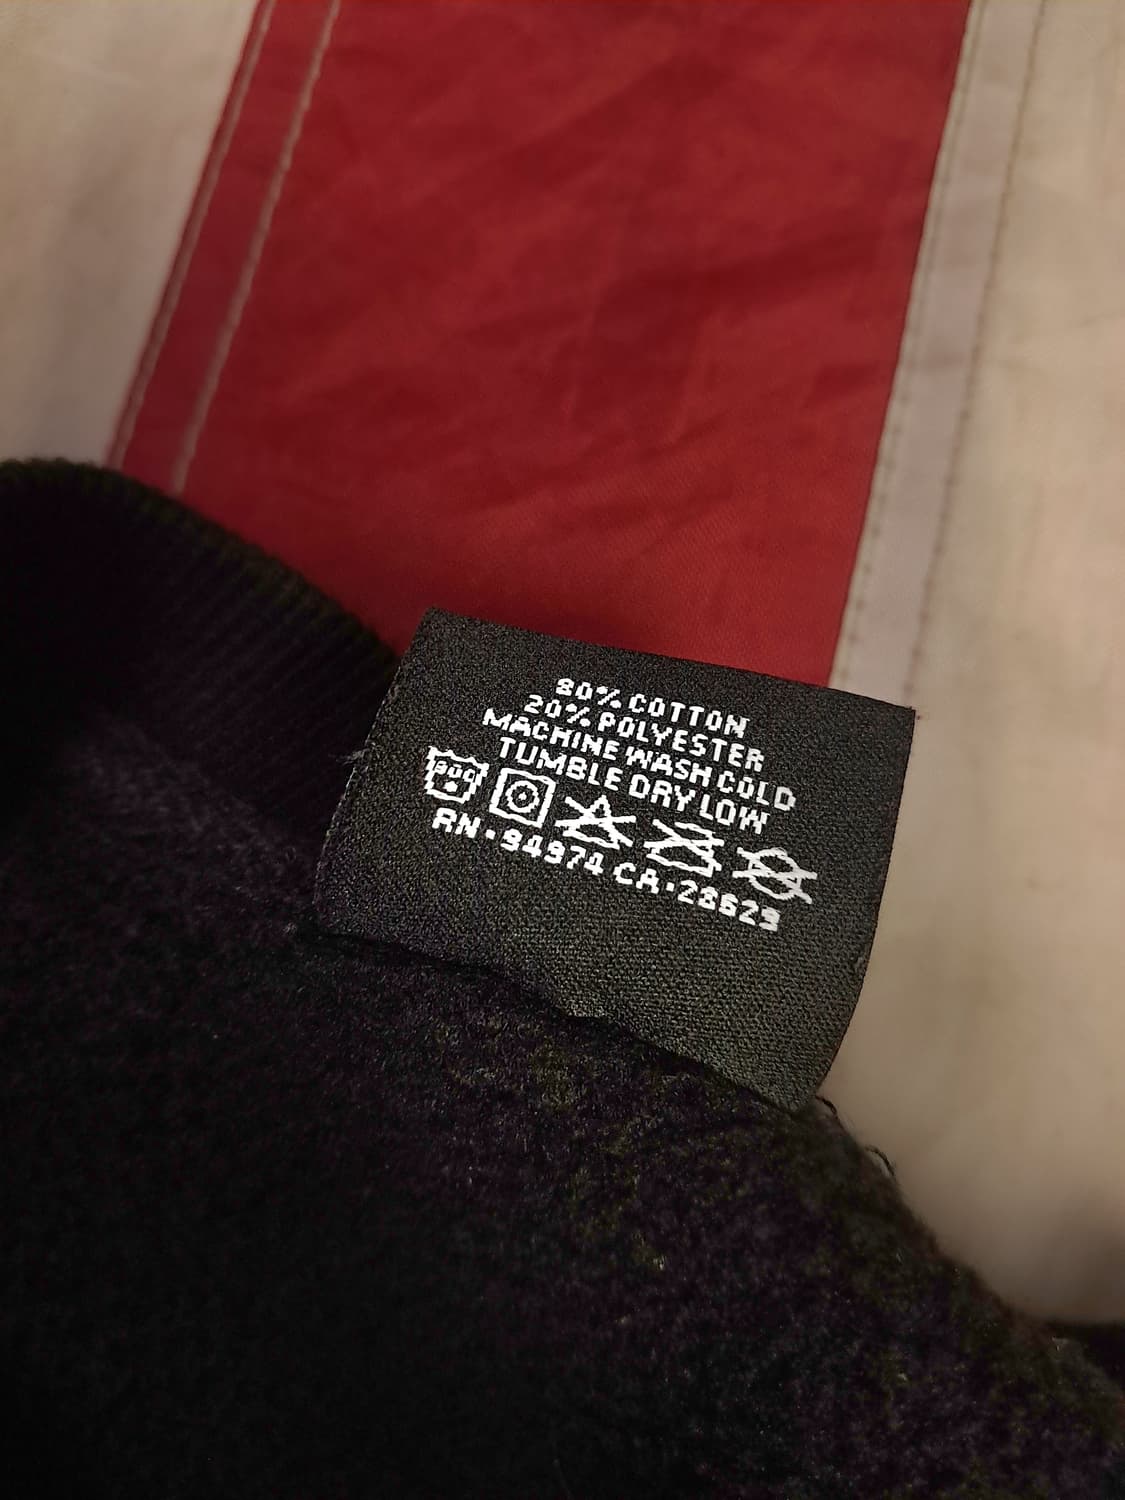 80% COTTON
20% POLYESTER
MACHINE WASH COLD
TUMBLE DRY LOW
RN•94974 CA•28629